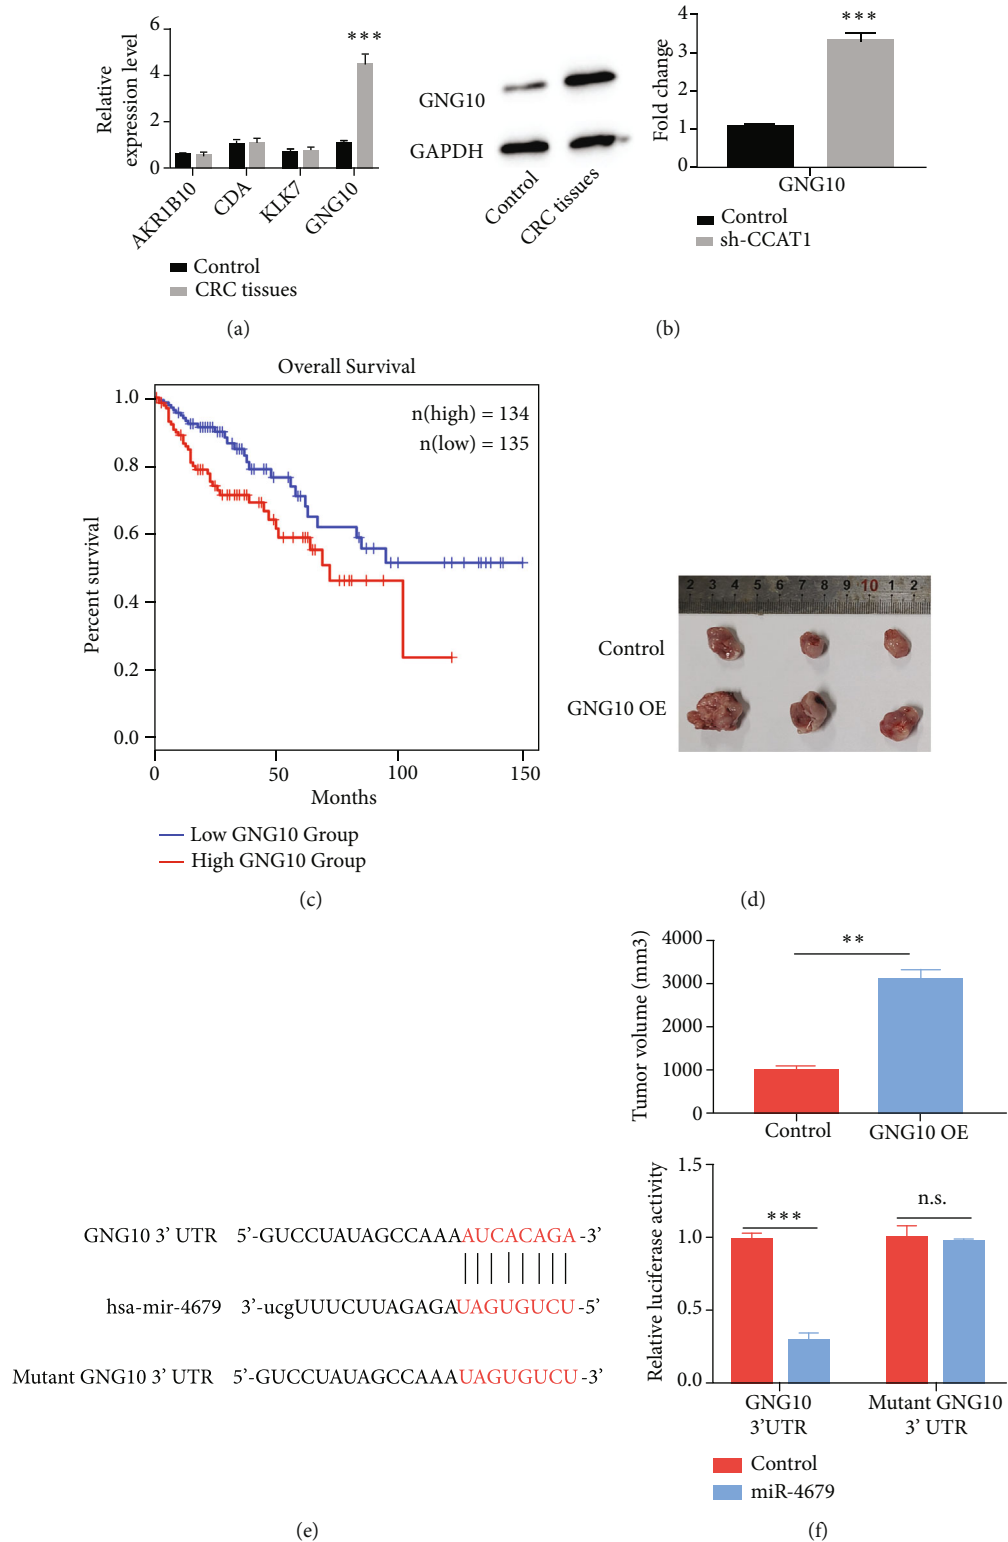 6
4
2
0
Relative
expression level
***
AKR1B10
CDA
KLK7
GNG10
Control
CRC tissues
(a)
GNG10
GAPDH
Control
CRC tissues
4
3
2
1
0
Fold change
***
GNG10
Control
sh-CCAT1
(b)
Overall Survival
n(high) = 134
n(low) = 135
1.0
0.8
0.6
0.4
0.2
0.0
Percent survival
0 50 100 150
Months
Low GNG10 Group
High GNG10 Group
(c)
2 3 4 5 6 7 8 9 10 1 2
Control
GNG10 OE
(d)
4000
3000
2000
1000
0
Tumor volume (mm3)
**
Control GNG10 OE
GNG10 3’ UTR 5’-GUCCUAUAGCCAAAAUCACAGA-3’
hsa-mir-4679 3’-ucgUUUCUUAGAGAUAGUGUCU-5’
Mutant GNG10 3’ UTR 5’-GUCCUAUAGCCAAAUAGUGUCU-3’
(e)
1.5
1.0
0.5
0.0
Relative luciferase activity
***
n.s.
GNG10
3’UTR
Mutant GNG10
3’ UTR
Control
miR-4679
(f)